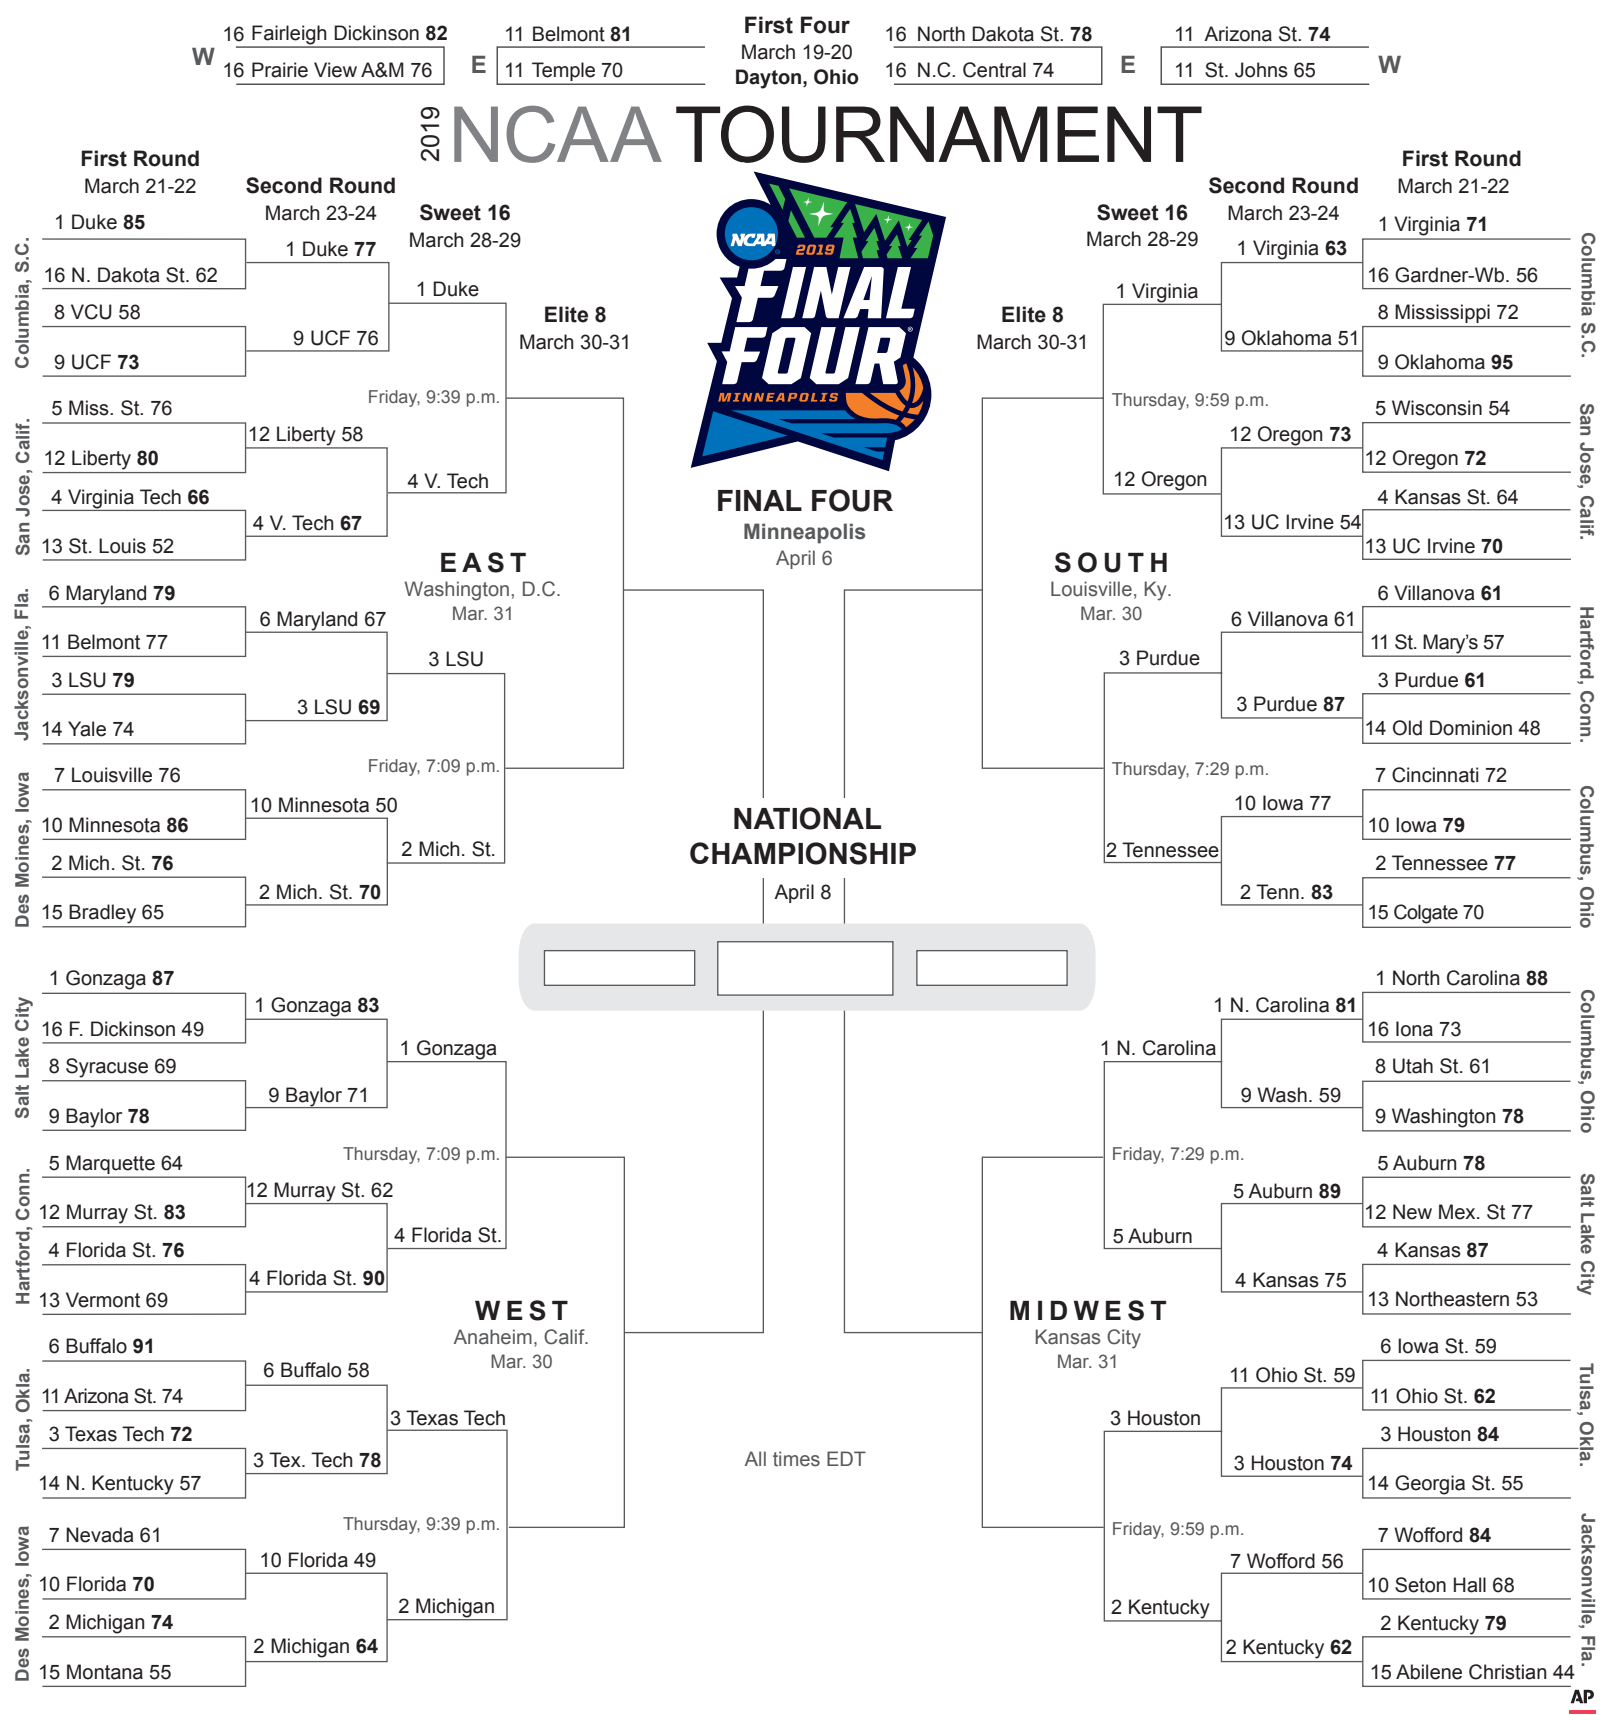 First Four
March 19-20
Dayton, Ohio
W
16 Fairleigh Dickinson 82
16 Prairie View A&M 76
E
11 Belmont 81
11 Temple 70
16 North Dakota St. 78
16 N.C. Central 74
E
11 Arizona St. 74
11 St. Johns 65
W
2019 NCAA TOURNAMENT
First Round
March 21-22
Second Round
March 23-24
Sweet 16
March 28-29
Elite 8
March 30-31
NCAA
2019
FINAL
FOUR
®
MINNEAPOLIS
Elite 8
March 30-31
Sweet 16
March 28-29
Second Round
March 23-24
First Round
March 21-22
Columbia, S.C.
1 Duke 85
16 N. Dakota St. 62
8 VCU 58
9 UCF 73
San Jose, Calif.
5 Miss. St. 76
12 Liberty 80
4 Virginia Tech 66
13 St. Louis 52
Jacksonville, Fla.
6 Maryland 79
11 Belmont 77
3 LSU 79
14 Yale 74
Des Moines, Iowa
7 Louisville 76
10 Minnesota 86
2 Mich. St. 76
15 Bradley 65
1 Duke 77
9 UCF 76
12 Liberty 58
4 V. Tech 67
6 Maryland 67
3 LSU 69
10 Minnesota 50
2 Mich. St. 70
1 Duke
Friday, 9:39 p.m.
4 V. Tech
EAST
Washington, D.C.
Mar. 31
3 LSU
Friday, 7:09 p.m.
2 Mich. St.
FINAL FOUR
Minneapolis
April 6
NATIONAL
CHAMPIONSHIP
April 8
1 Virginia
Thursday, 9:59 p.m.
12 Oregon
SOUTH
Louisville, Ky.
Mar. 30
3 Purdue
Thursday, 7:29 p.m.
2 Tennessee
1 Virginia 63
9 Oklahoma 51
12 Oregon 73
13 UC Irvine 54
6 Villanova 61
3 Purdue 87
10 Iowa 77
2 Tenn. 83
1 Virginia 71
16 Gardner-Wb. 56
8 Mississippi 72
9 Oklahoma 95
Columbia S.C.
5 Wisconsin 54
12 Oregon 72
4 Kansas St. 64
13 UC Irvine 70
San Jose, Calif.
6 Villanova 61
11 St. Mary's 57
3 Purdue 61
14 Old Dominion 48
Hartford, Conn.
7 Cincinnati 72
10 Iowa 79
2 Tennessee 77
15 Colgate 70
Columbus, Ohio
Salt Lake City
1 Gonzaga 87
16 F. Dickinson 49
8 Syracuse 69
9 Baylor 78
Hartford, Conn.
5 Marquette 64
12 Murray St. 83
4 Florida St. 76
13 Vermont 69
Tulsa, Okla.
6 Buffalo 91
11 Arizona St. 74
3 Texas Tech 72
14 N. Kentucky 57
Des Moines, Iowa
7 Nevada 61
10 Florida 70
2 Michigan 74
15 Montana 55
1 Gonzaga 83
9 Baylor 71
12 Murray St. 62
4 Florida St. 90
6 Buffalo 58
3 Tex. Tech 78
10 Florida 49
2 Michigan 64
1 Gonzaga
Thursday, 7:09 p.m.
4 Florida St.
WEST
Anaheim, Calif.
Mar. 30
3 Texas Tech
Thursday, 9:39 p.m.
2 Michigan
All times EDT
1 N. Carolina
Friday, 7:29 p.m.
5 Auburn
MIDWEST
Kansas City
Mar. 31
3 Houston
Friday, 9:59 p.m.
2 Kentucky
1 N. Carolina 81
9 Wash. 59
5 Auburn 89
4 Kansas 75
11 Ohio St. 59
3 Houston 74
7 Wofford 56
2 Kentucky 62
1 North Carolina 88
16 Iona 73
8 Utah St. 61
9 Washington 78
Columbus, Ohio
5 Auburn 78
12 New Mex. St 77
4 Kansas 87
13 Northeastern 53
Salt Lake City
6 Iowa St. 59
11 Ohio St. 62
3 Houston 84
14 Georgia St. 55
Tulsa, Okla.
7 Wofford 84
10 Seton Hall 68
2 Kentucky 79
15 Abilene Christian 44
Jacksonville, Fla.
AP